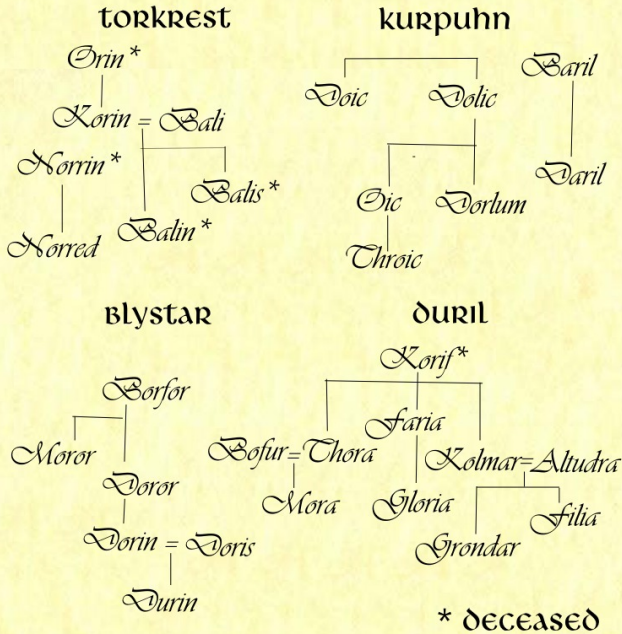 TORKREST
Orin*
Korin = Bali
Norrin*
Balis*
Balin*
Norred
KURPUHN
Doic
Dolic
Baril
Daril
Oic
Dorlum
Throic
BLYSTAR
Borfor
Moror
Doror
Dorin = Doris
Durin
DURIL
Korif*
Faria
Bofur=Thora
Kolmar=Altudra
Mora
Gloria
Filia
Grondar
* DECEASED